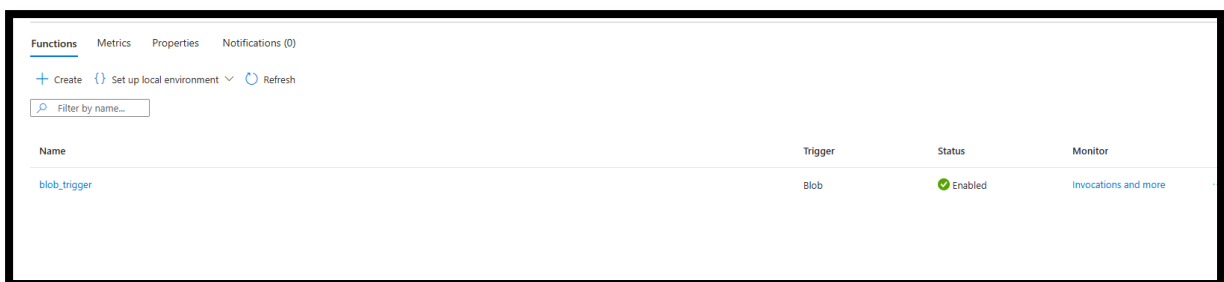 Functions Metrics Properties Notifications (0)
+ Create {} Set up local environment Refresh
Filter by name...
Name Trigger Status Monitor
blob_trigger Blob Enabled Invocations and more